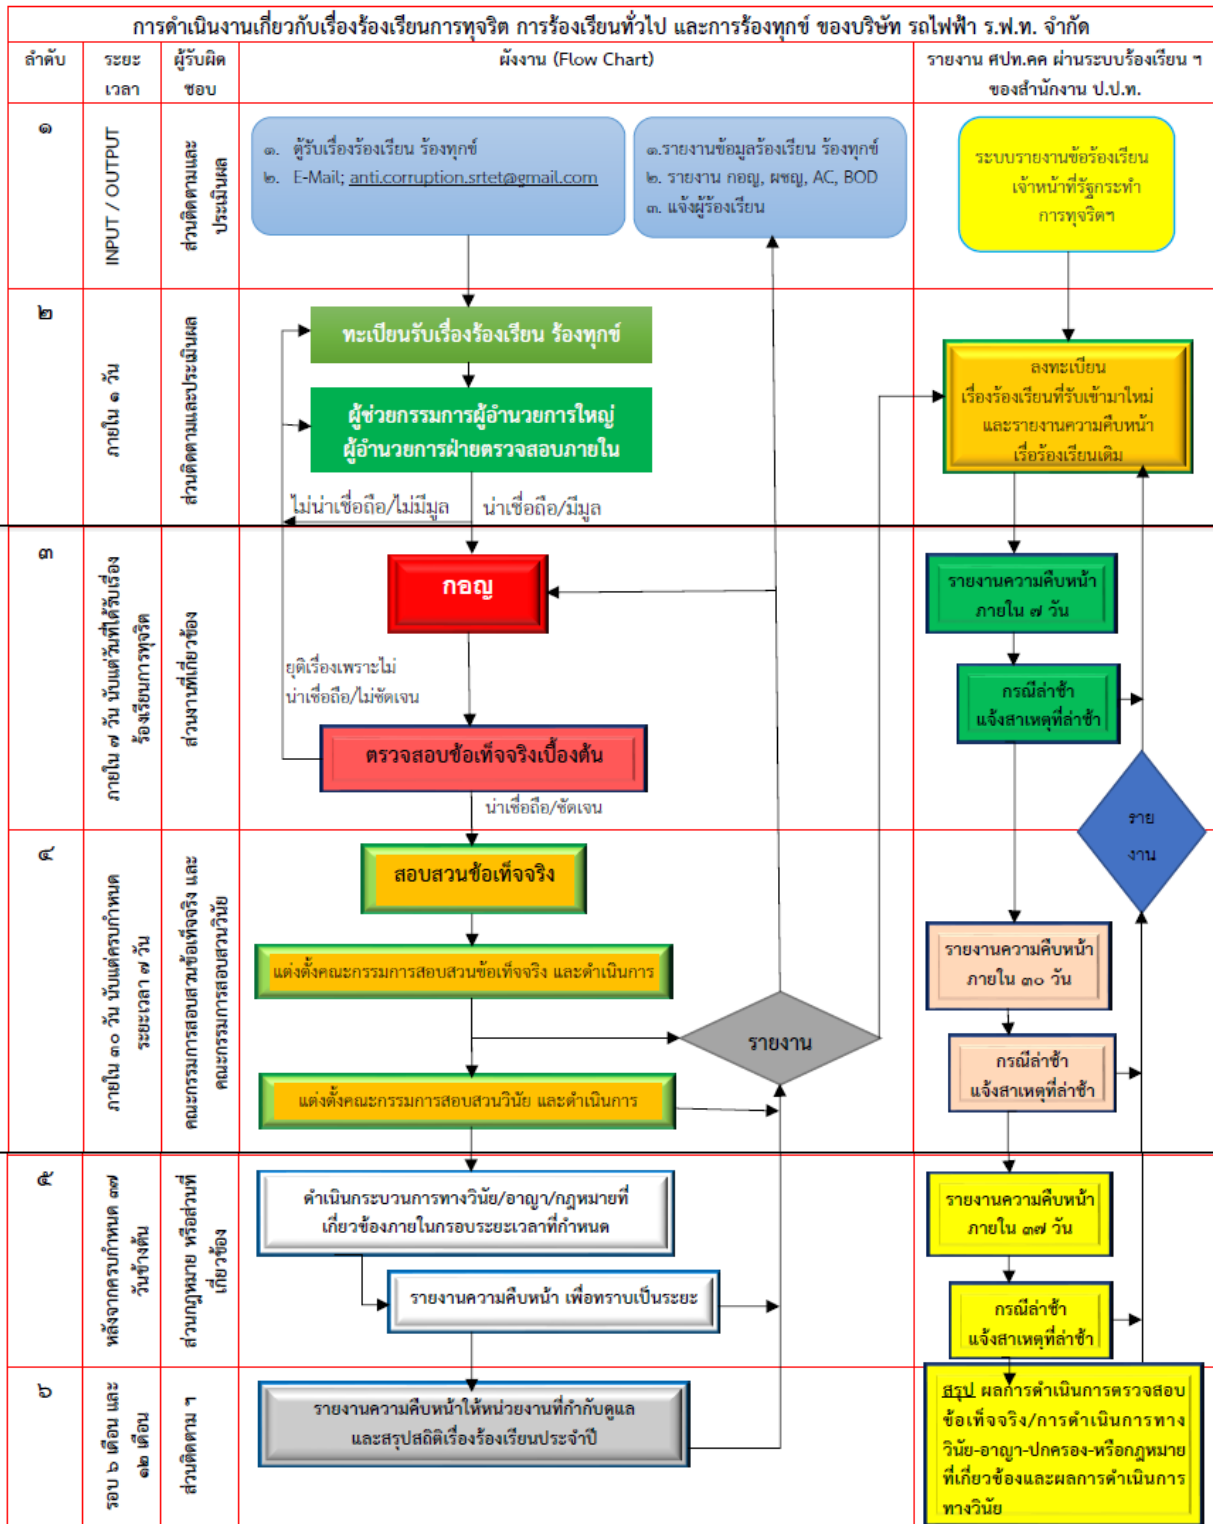 การดำเนินงานเกี่ยวกับเรื่องร้องเรียนการทุจริต การร้องเรียนทั่วไป และการร้องทุกข์ ของบริษัท รถไฟฟ้า ร.ฟ.ท. จำกัด
ลำดับ
ระยะ
เวลา
ผู้รับผิด
ชอบ
ผังงาน (Flow Chart)
รายงาน ศปท.คค ผ่านระบบร้องเรียน ฯ
ของสำนักงาน ป.ป.ท.
๑
INPUT / OUTPUT
ส่วนติดตามและ
ประเมินผล
๑. ตู้รับเรื่องร้องเรียน ร้องทุกข์
๒. E-Mail; anti.corruption.srtet@gmail.com
๑.รายงานข้อมูลร้องเรียน ร้องทุกข์
๒. รายงาน กอญ, ผชญ, AC, BOD
๓. แจ้งผู้ร้องเรียน
ระบบรายงานข้อร้องเรียน
เจ้าหน้าที่รัฐกระทำ
การทุจริตฯ
๒
ภายใน ๑ วัน
ส่วนติดตามและประเมินผล
ทะเบียนรับเรื่องร้องเรียน ร้องทุกข์
ผู้ช่วยกรรมการผู้อำนวยการใหญ่
ผู้อำนวยการฝ่ายตรวจสอบภายใน
ไม่น่าเชื่อถือ/ไม่มีมูล
น่าเชื่อถือ/มีมูล
ลงทะเบียน
เรื่องร้องเรียนที่รับเข้ามาใหม่
และรายงานความคืบหน้า
เรื่อร้องเรียนเดิม
๓
ภายใน ๗ วัน นับแต่วันที่ได้รับเรื่อง
ร้องเรียนการทุจริต
ส่วนงานที่เกี่ยวข้อง
กอญ
ยุติเรื่องเพราะไม่
น่าเชื่อถือ/ไม่ชัดเจน
ตรวจสอบข้อเท็จจริงเบื้องต้น
น่าเชื่อถือ/ชัดเจน
รายงานความคืบหน้า
ภายใน ๗ วัน
กรณีล่าช้า
แจ้งสาเหตุที่ล่าช้า
ราย
งาน
๔
ภายใน ๓๐ วัน นับแต่ครบกำหนด
ระยะเวลา ๗ วัน
คณะกรรมการสอบสวนข้อเท็จจริง และ
คณะกรรมการสอบสวนวินัย
สอบสวนข้อเท็จจริง
แต่งตั้งคณะกรรมการสอบสวนข้อเท็จจริง และดำเนินการ
รายงาน
แต่งตั้งคณะกรรมการสอบสวนวินัย และดำเนินการ
รายงานความคืบหน้า
ภายใน ๓๐ วัน
กรณีล่าช้า
แจ้งสาเหตุที่ล่าช้า
๕
หลังจากครบกำหนด ๓๗
วันข้างต้น
ส่วนกฎหมาย หรือส่วนที่
เกี่ยวข้อง
ดำเนินกระบวนการทางวินัย/อาญา/กฎหมายที่
เกี่ยวข้องภายในกรอบระยะเวลาที่กำหนด
รายงานความคืบหน้า เพื่อทราบเป็นระยะ
รายงานความคืบหน้า
ภายใน ๓๗ วัน
กรณีล่าช้า
แจ้งสาเหตุที่ล่าช้า
๖
รอบ ๖ เดือน และ
๑๒ เดือน
ส่วนติดตาม ฯ
รายงานความคืบหน้าให้หน่วยงานที่กำกับดูแล
และสรุปสถิติเรื่องร้องเรียนประจำปี
สรุป ผลการดำเนินการตรวจสอบ
ข้อเท็จจริง/การดำเนินการทาง
วินัย-อาญา-ปกครอง-หรือกฎหมาย
ที่เกี่ยวข้องและผลการดำเนินการ
ทางวินัย